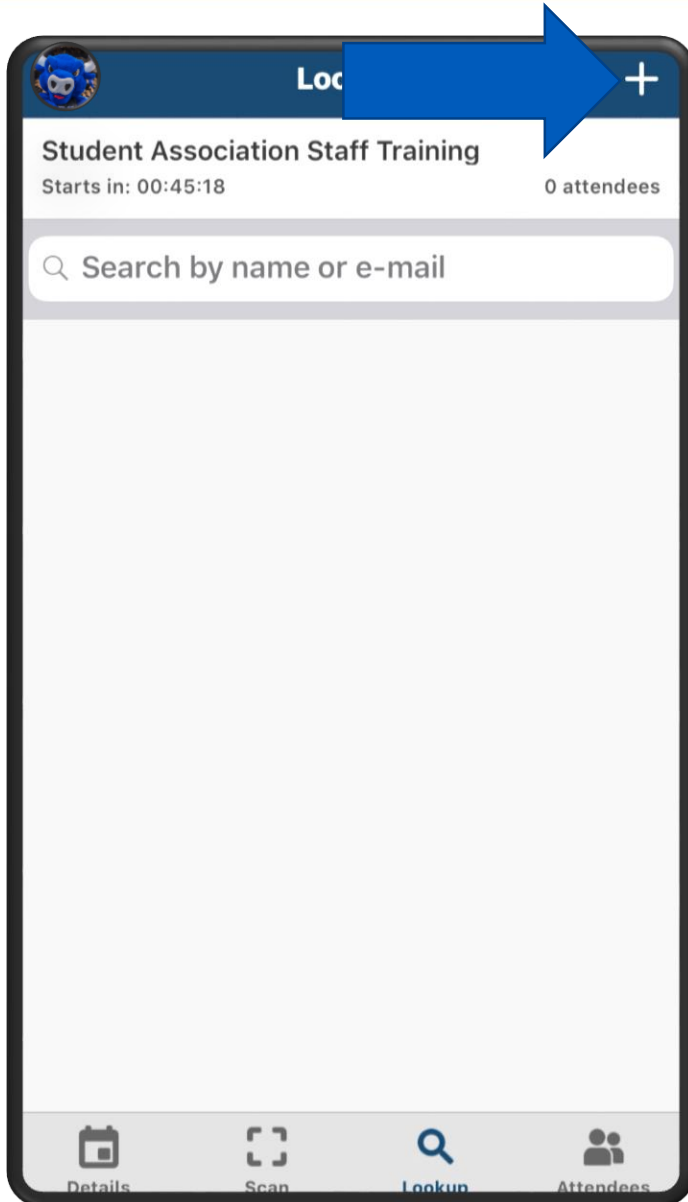 Loo
Student Association Staff Training
Starts in: 00:45:18
0 attendees
Search by name or e-mail
Details
Scan
Lookup
Attendees